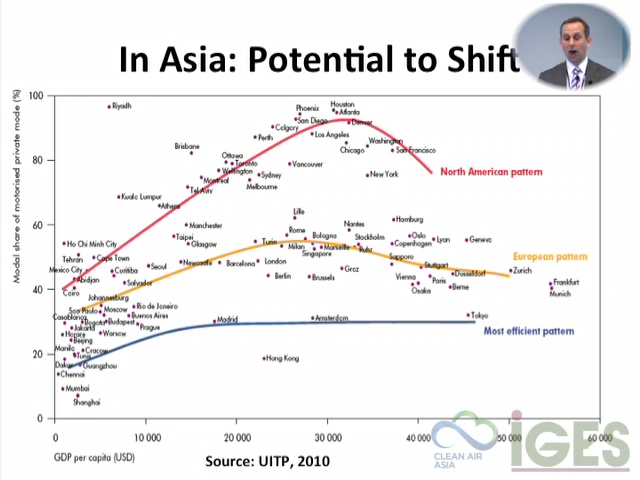 In Asia: Potential to Shift
Modal share of motorised private mode (%)
100
80
60
40
20
0
Riyadh
Houston
Phoenix
Atlanta
San Diego
Denver
Calgary
Los Angeles
Perth
Washington
Brisbane
Chicago
San Francisco
Ottawa
Toronto
Vancouver
Wellington
Sydney
New York
North American pattern
Montreal
Melbourne
Tel Aviv
Kuala Lumpur
Athens
Lille
Hamburg
Manchester
Nantes
Rome
Taipei
Bologna
Stockholm
Oslo
Lyon
Geneva
Ho Chi Minh City
Glasgow
Turin
Milan
Marseille
Ruhr
Copenhagen
Singapore
European pattern
Tehran
Cape Town
Sapporo
Mexico City
Seoul
Newcastle
Barcelona
London
Graz
Stuttgart
Curitiba
Dusseldorf
Zurich
Abidjan
Salvador
Berlin
Brussels
Vienna
Paris
Frankfurt
Cairo
Osaka
Berne
Munich
Johannesburg
Sao Paulo
Moscow
Rio de Janeiro
Casablanca
Buenos Aires
Bogota
Budapest
Madrid
Amsterdam
Tokyo
Jakarta
Prague
Most efficient pattern
Harare
Warsaw
Beijing
Manila
Cracow
Tunis
Hong Kong
Dakar
Guangzhou
Chennai
Mumbai
Shanghai
0
10 000
20 000
30 000
40 000
50 000
60 000
GDP per capita (USD)
Source: UITP, 2010
CLEAN AIR
ASIA
iGES